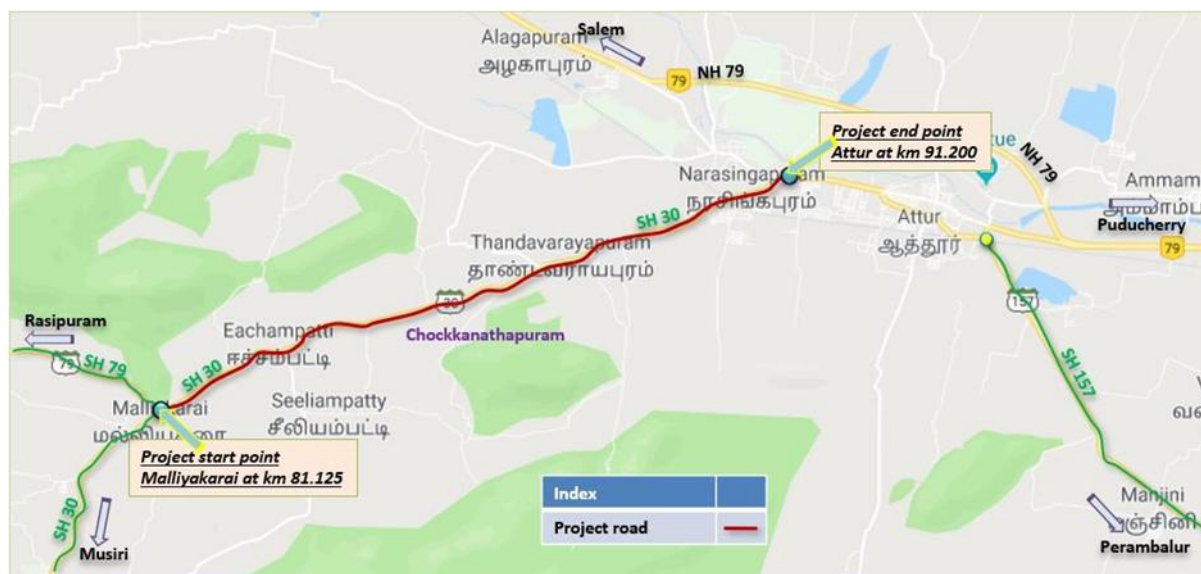 Salem
Alagapuram
அழகாபுரம்
79
NH 79
Project end point
Attur at km 91.200
NH 79
Narasingapuram
நரசிங்கபுரம்
SH 30
Attur
ஆத்தூர்
Ammam
Puducherry
79
Thandavarayapuram
தாண்டவராயபுரம்
157
Rasipuram
79
SH 79
Eachampatti
ஈச்சம்பட்டி
SH 30
30
Chockkanathapuram
SH 157
Seeliampatty
சீலியம்பட்டி
Project start point
Malliyakarai at km 81.125
SH 30
Musiri
Index
Project road
Manjini
Perambalur